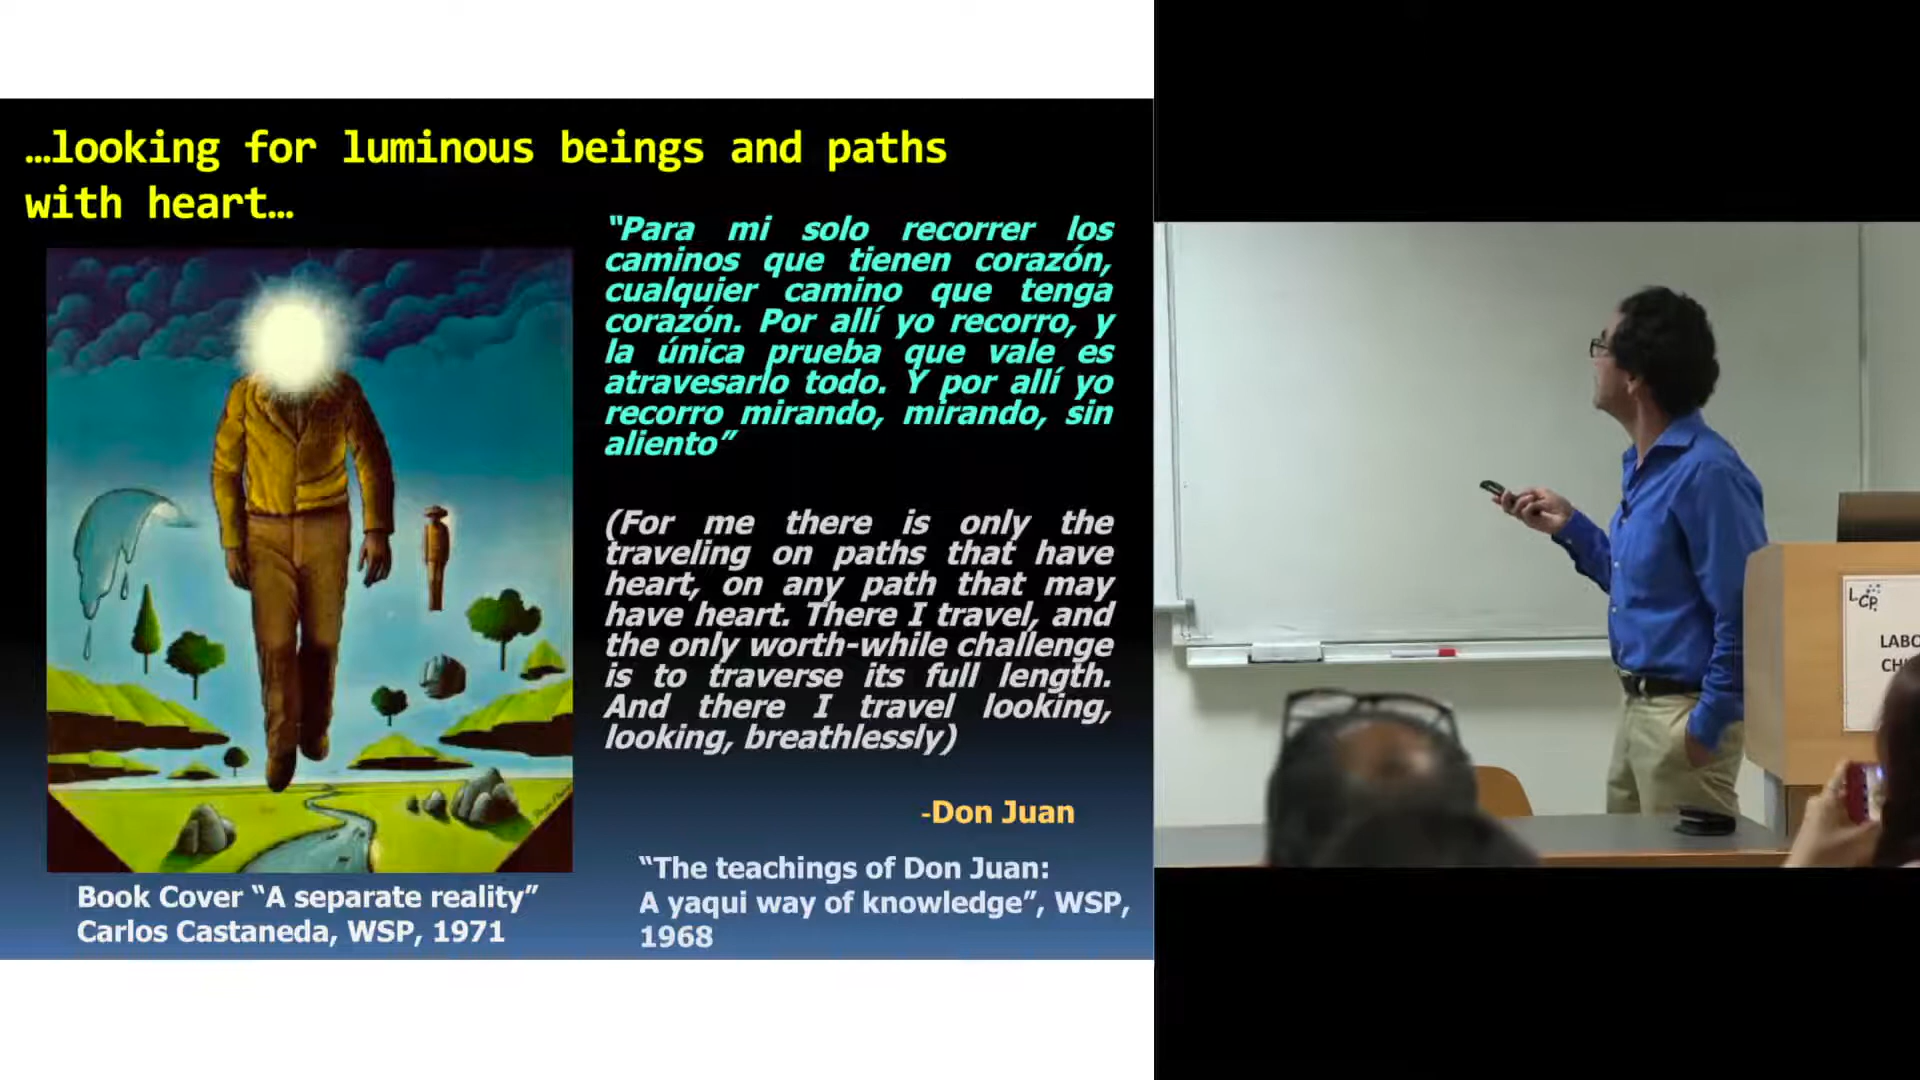 …looking for luminous beings and paths
with heart…
“Para mi solo recorrer los
caminos que tienen corazón,
cualquier camino que tenga
corazón. Por allí yo recorro, y
la única prueba que vale es
atravesarlo todo. Y por allí yo
recorro mirando, mirando, sin
aliento”
(For me there is only the
traveling on paths that have
heart, on any path that may
have heart. There I travel, and
the only worth-while challenge
is to traverse its full length.
And there I travel looking,
looking, breathlessly)
-Don Juan
“The teachings of Don Juan:
A yaqui way of knowledge”, WSP,
1968
Book Cover “A separate reality”
Carlos Castaneda, WSP, 1971
LCP